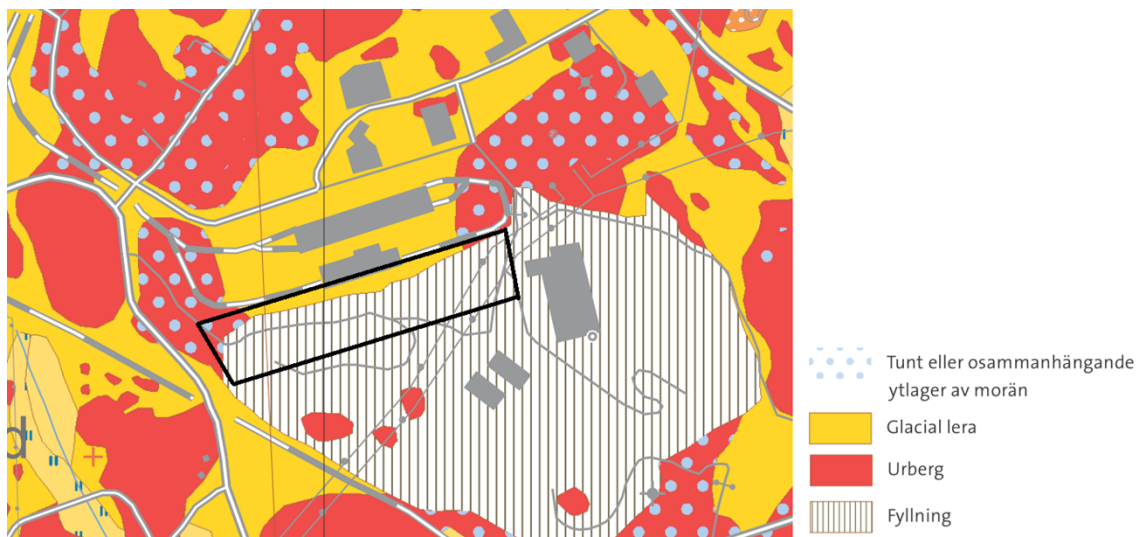 Tunt eller osammanhängande
ytlager av morän
Glacial lera
Urberg
Fyllning
d